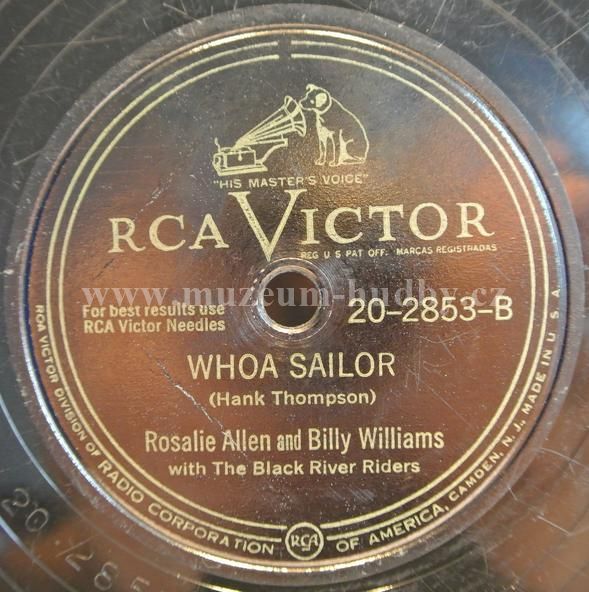 "HIS MASTER'S VOICE"
RCA VICTOR
REG U S PAT OFF. MARCAS REGISTRADAS
www.muzeum-hudby.cz
For best results use
RCA Victor Needles
20-2853-B
WHOA SAILOR
(Hank Thompson)
Rosalie Allen and Billy Williams
with The Black River Riders
RCA VICTOR DIVISION OF RADIO CORPORATION RCA OF AMERICA, CAMDEN, N. J., MADE IN U. S. A.